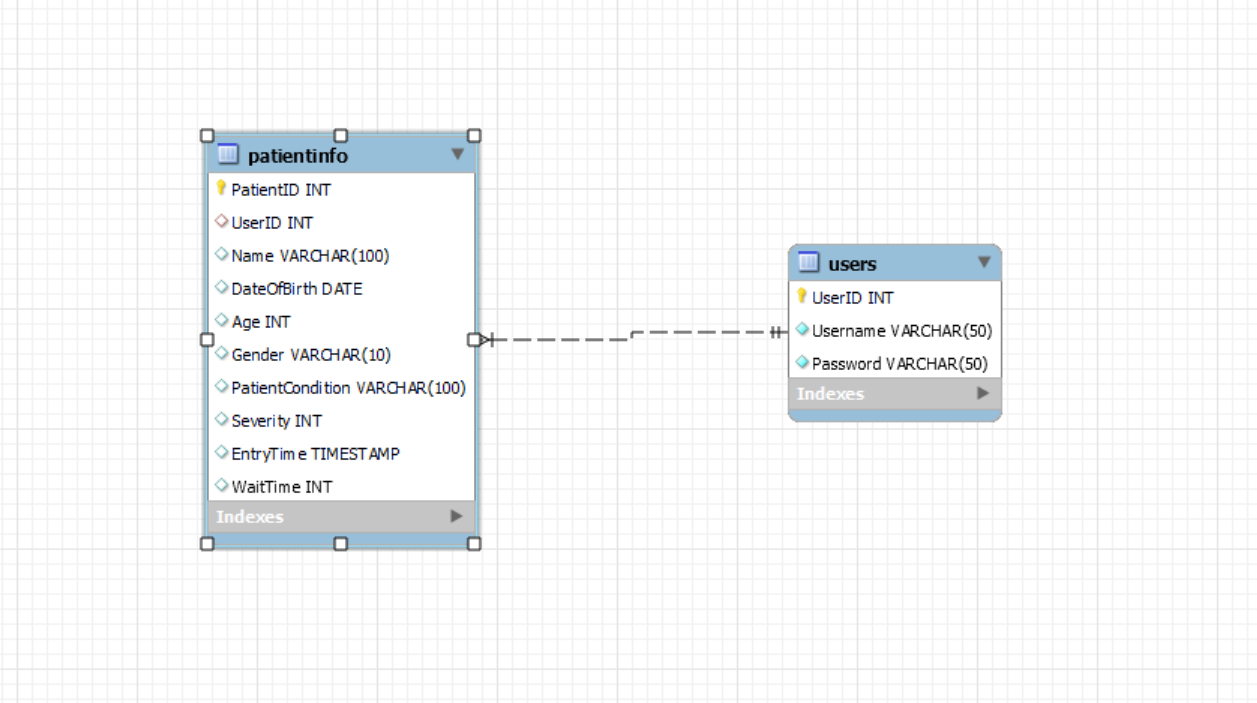 patientinfo
PatientID INT
UserID INT
Name VARCHAR(100)
DateOfBirth DATE
Age INT
Gender VARCHAR(10)
PatientCondition VARCHAR(100)
Severity INT
EntryTime TIMESTAMP
WaitTime INT
Indexes
users
UserID INT
Username VARCHAR(50)
Password VARCHAR(50)
Indexes